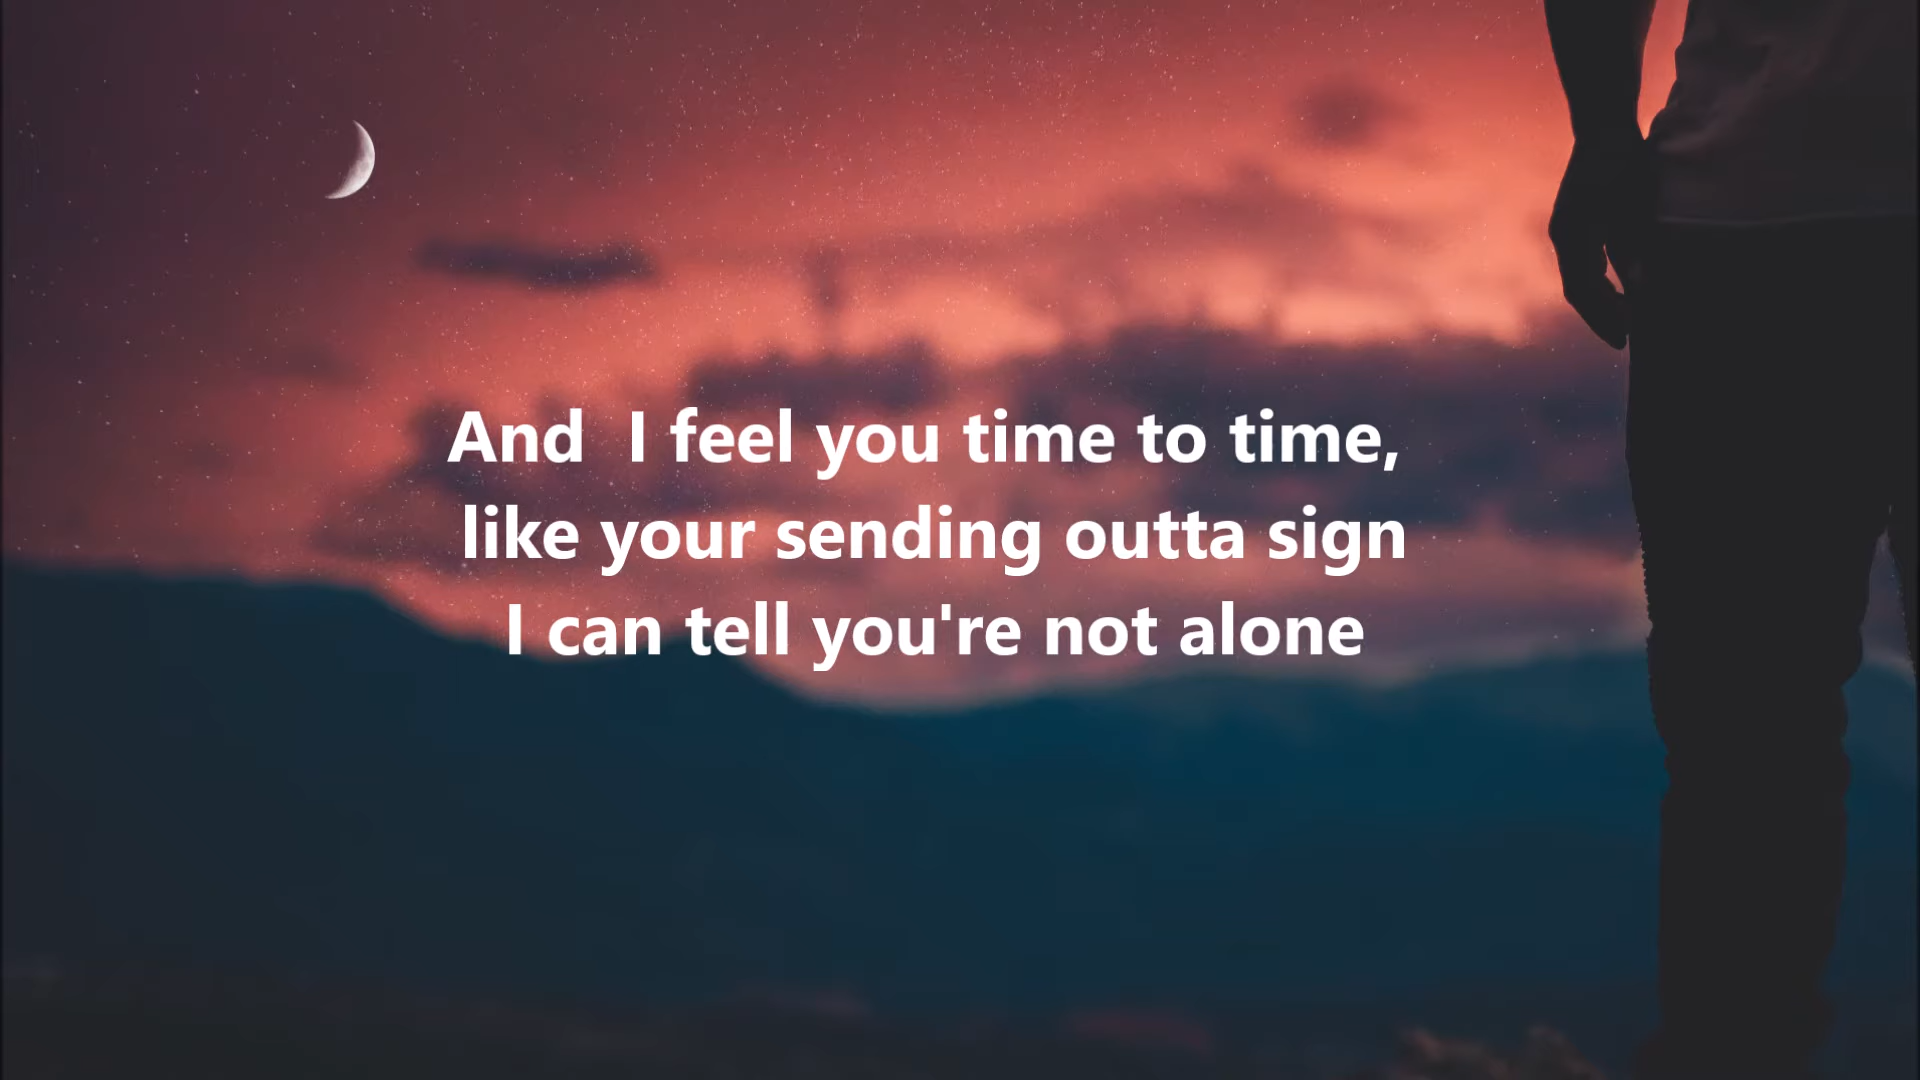 And  I feel you time to time,
like your sending outta sign
I can tell you're not alone